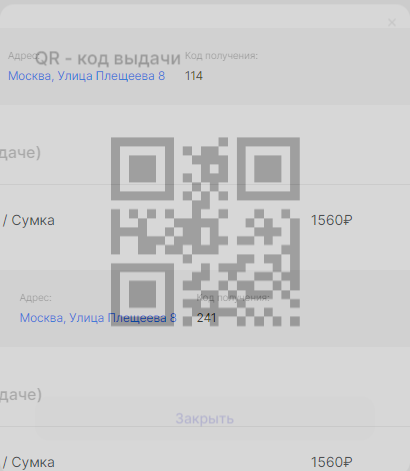 Адрес:
Код получения:
QR - код выдачи
Москва, Улица Плещеева 8
114
даче)
/ Сумка
1560₽
Адрес:
Код получения:
Москва, Улица Плещеева 8
241
даче)
Закрыть
/ Сумка
1560₽